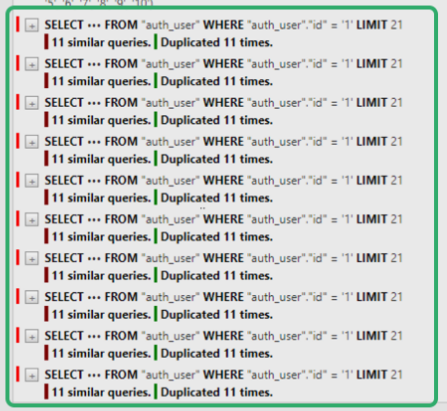 '5', '6', '7', '8', '9', '10')
+ SELECT ••• FROM "auth_user" WHERE "auth_user"."id" = '1' LIMIT 21
11 similar queries. Duplicated 11 times.
+ SELECT ••• FROM "auth_user" WHERE "auth_user"."id" = '1' LIMIT 21
11 similar queries. Duplicated 11 times.
+ SELECT ••• FROM "auth_user" WHERE "auth_user"."id" = '1' LIMIT 21
11 similar queries. Duplicated 11 times.
+ SELECT ••• FROM "auth_user" WHERE "auth_user"."id" = '1' LIMIT 21
11 similar queries. Duplicated 11 times.
+ SELECT ••• FROM "auth_user" WHERE "auth_user"."id" = '1' LIMIT 21
11 similar queries. Duplicated 11 times.
+ SELECT ••• FROM "auth_user" WHERE "auth_user"."id" = '1' LIMIT 21
11 similar queries. Duplicated 11 times.
+ SELECT ••• FROM "auth_user" WHERE "auth_user"."id" = '1' LIMIT 21
11 similar queries. Duplicated 11 times.
+ SELECT ••• FROM "auth_user" WHERE "auth_user"."id" = '1' LIMIT 21
11 similar queries. Duplicated 11 times.
+ SELECT ••• FROM "auth_user" WHERE "auth_user"."id" = '1' LIMIT 21
11 similar queries. Duplicated 11 times.
+ SELECT ••• FROM "auth_user" WHERE "auth_user"."id" = '1' LIMIT 21
11 similar queries. Duplicated 11 times.